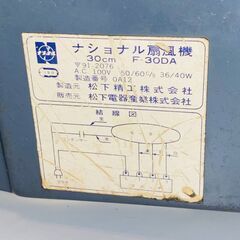 ナショナル扇風機
30cm F-30DA
〒91-2076
A.C. 100V 50/60㎐ 36/40W
製造番号 0A12
製造元 松下精工株式会社
販売元 松下電器産業株式会社
結線図